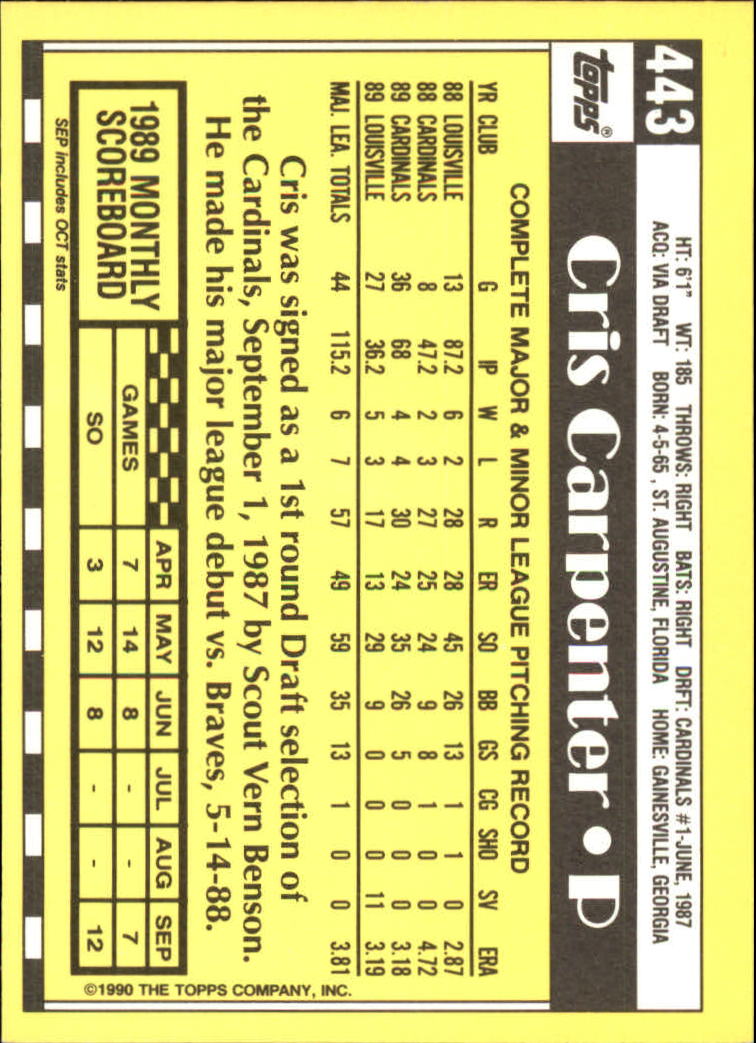 443
HT: 6'1" WT: 185 THROWS: RIGHT BATS: RIGHT DRFT: CARDINALS #1-JUNE, 1987
ACQ: VIA DRAFT BORN: 4-5-65, ST. AUGUSTINE, FLORIDA HOME: GAINESVILLE, GEORGIA
topps®
Cris Carpenter • P
COMPLETE MAJOR & MINOR LEAGUE PITCHING RECORD
YR CLUB G IP W L R ER SO BB GS CG SHO SV ERA
88 LOUISVILLE 13 87.2 6 2 28 28 45 26 13 1 1 0 2.87
88 CARDINALS 8 47.2 2 3 27 25 24 9 8 1 0 0 4.72
89 CARDINALS 36 68 4 4 30 24 35 26 5 0 0 0 3.18
89 LOUISVILLE 27 36.2 5 3 17 13 29 9 0 0 0 11 3.19
MAJ. LEA. TOTALS 44 115.2 6 7 57 49 59 35 13 1 0 0 3.81
Cris was signed as a 1st round Draft selection of
the Cardinals, September 1, 1987 by Scout Vern Benson.
He made his major league debut vs. Braves, 5-14-88.
1989 MONTHLY
SCOREBOARD
APR MAY JUN JUL AUG SEP
GAMES 7 14 8 - - 7
SO 3 12 8 - - 12
SEP includes OCT stats
©1990 THE TOPPS COMPANY, INC.